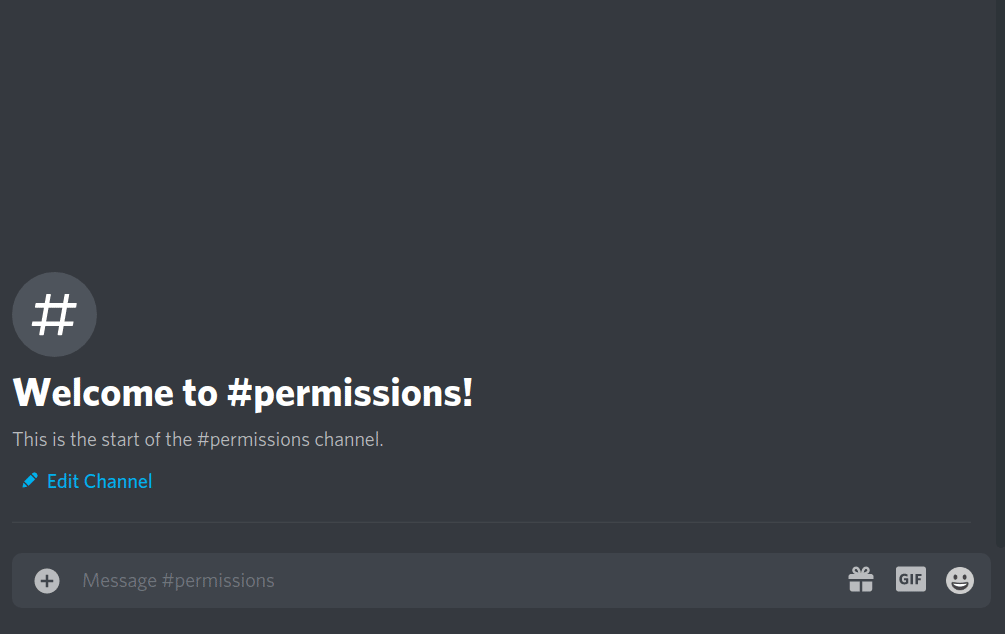 #
Welcome to #permissions!
This is the start of the #permissions channel.
Edit Channel
Message #permissions
GIF